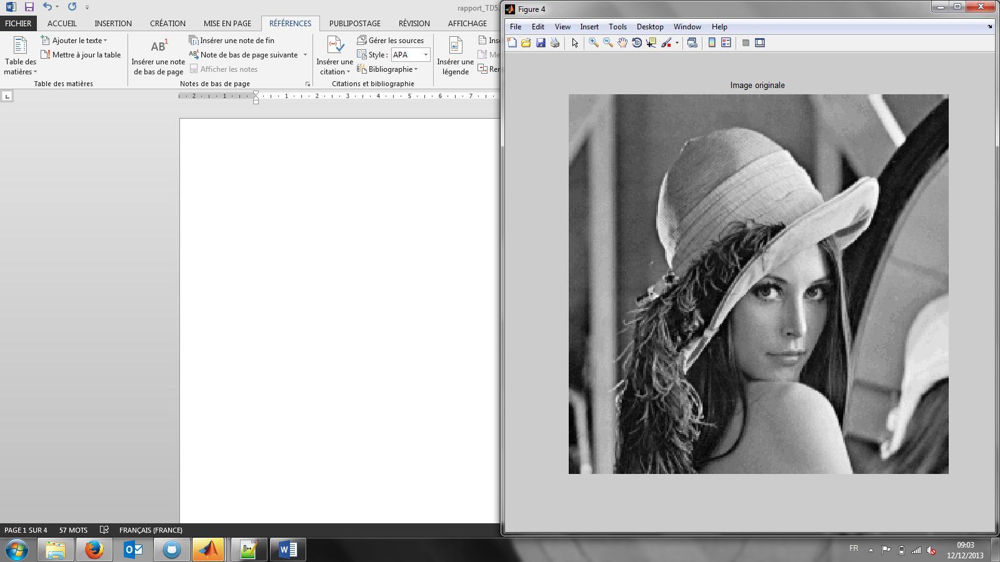 rapport_TD5.
FICHIER ACCUEIL INSERTION CRÉATION MISE EN PAGE RÉFÉRENCES PUBLIPOSTAGE RÉVISION AFFICHAGE
Table des matières
Ajouter le texte
Mettre à jour la table
Table des matières
AB1
Insérer une note de bas de page
Insérer une note de fin
Note de bas de page suivante
Afficher les notes
Notes de bas de page
Insérer une citation
Gérer les sources
Style : APA
Bibliographie
Citations et bibliographie
Insérer une légende
Insé
Me
Ren
2 1 1 2 3 4 5 6 7
PAGE 1 SUR 4 57 MOTS FRANÇAIS (FRANCE)
Figure 4
File Edit View Insert Tools Desktop Window Help
Image originale
FR
09:03
12/12/2013